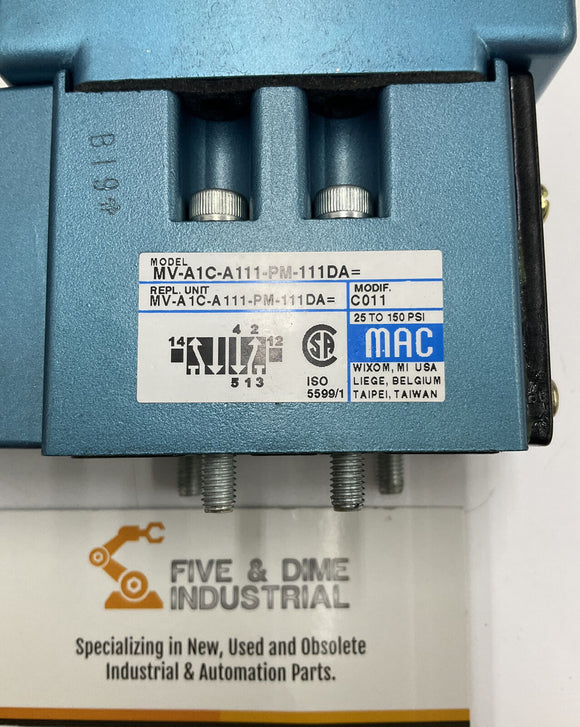 B19
MODEL
MV-A1C-A111-PM-111DA=
REPL. UNIT
MV-A1C-A111-PM-111DA=
MODIF.
C011
25 TO 150 PSI
MAC
WIXOM, MI USA
LIEGE, BELGIUM
TAIPEI, TAIWAN
4 2
14 12
5 1 3
SA
ISO
5599/1
FIVE & DIME
INDUSTRIAL
Specializing in New, Used and Obsolete
Industrial & Automation Parts.